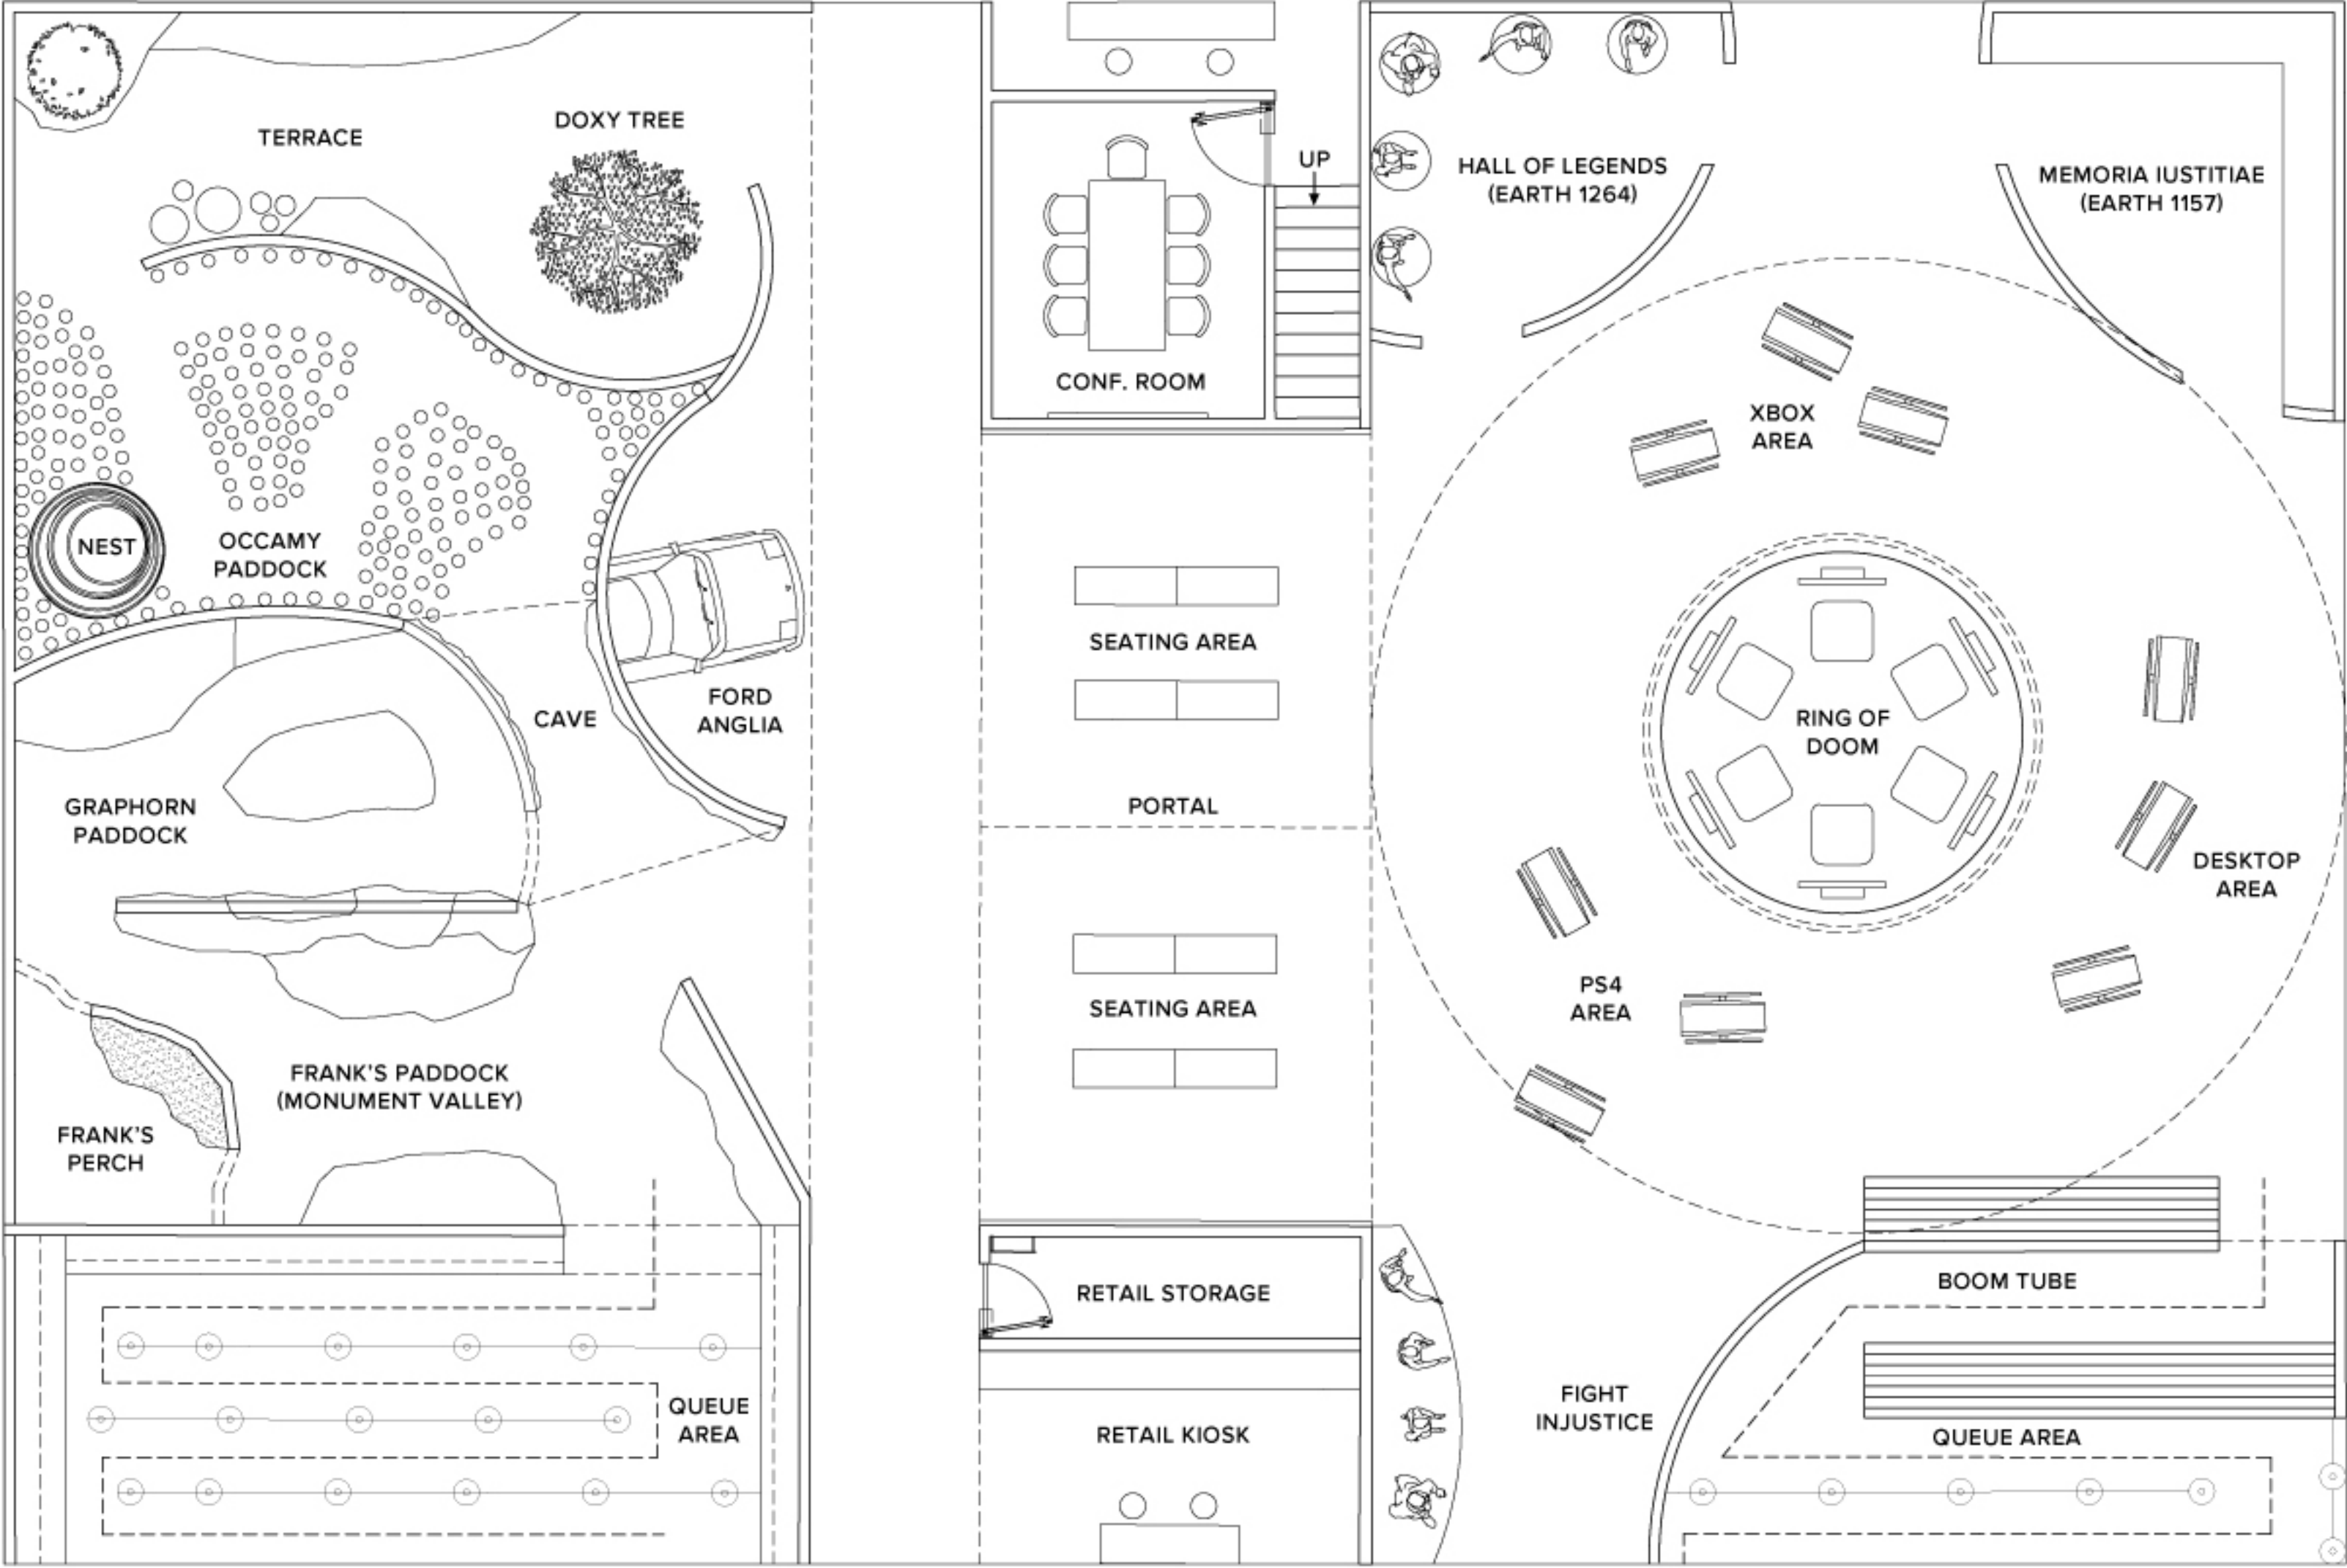 TERRACE
DOXY TREE
UP
HALL OF LEGENDS
(EARTH 1264)
MEMORIA IUSTITIAE
(EARTH 1157)
CONF. ROOM
XBOX
AREA
NEST
OCCAMY
PADDOCK
SEATING AREA
FORD
ANGLIA
CAVE
RING OF
DOOM
GRAPHORN
PADDOCK
PORTAL
DESKTOP
AREA
SEATING AREA
PS4
AREA
FRANK'S PADDOCK
(MONUMENT VALLEY)
FRANK'S
PERCH
RETAIL STORAGE
BOOM TUBE
QUEUE
AREA
RETAIL KIOSK
FIGHT
INJUSTICE
QUEUE AREA